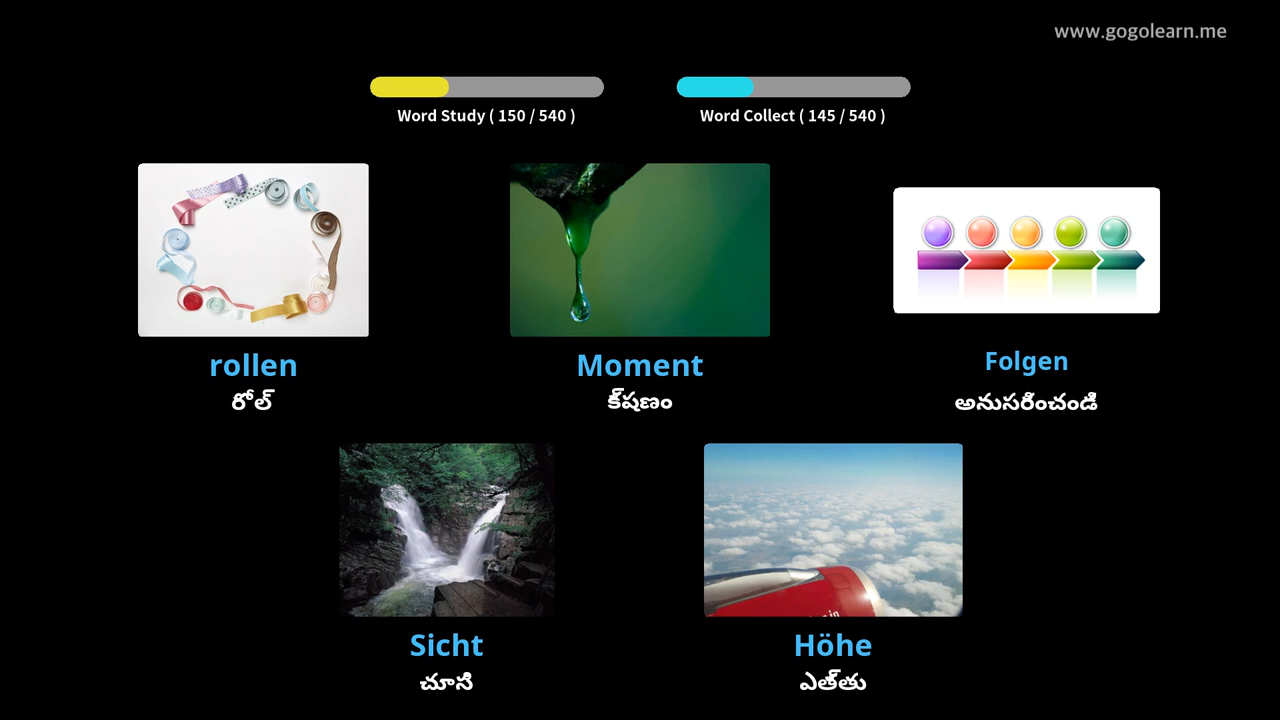 www.gogolearn.me
Word Study ( 150 / 540 )
Word Collect ( 145 / 540 )
rollen
రోల్
Moment
క్షణం
Folgen
అనుసరించండి
Sicht
చూసి
Höhe
ఎత్తు